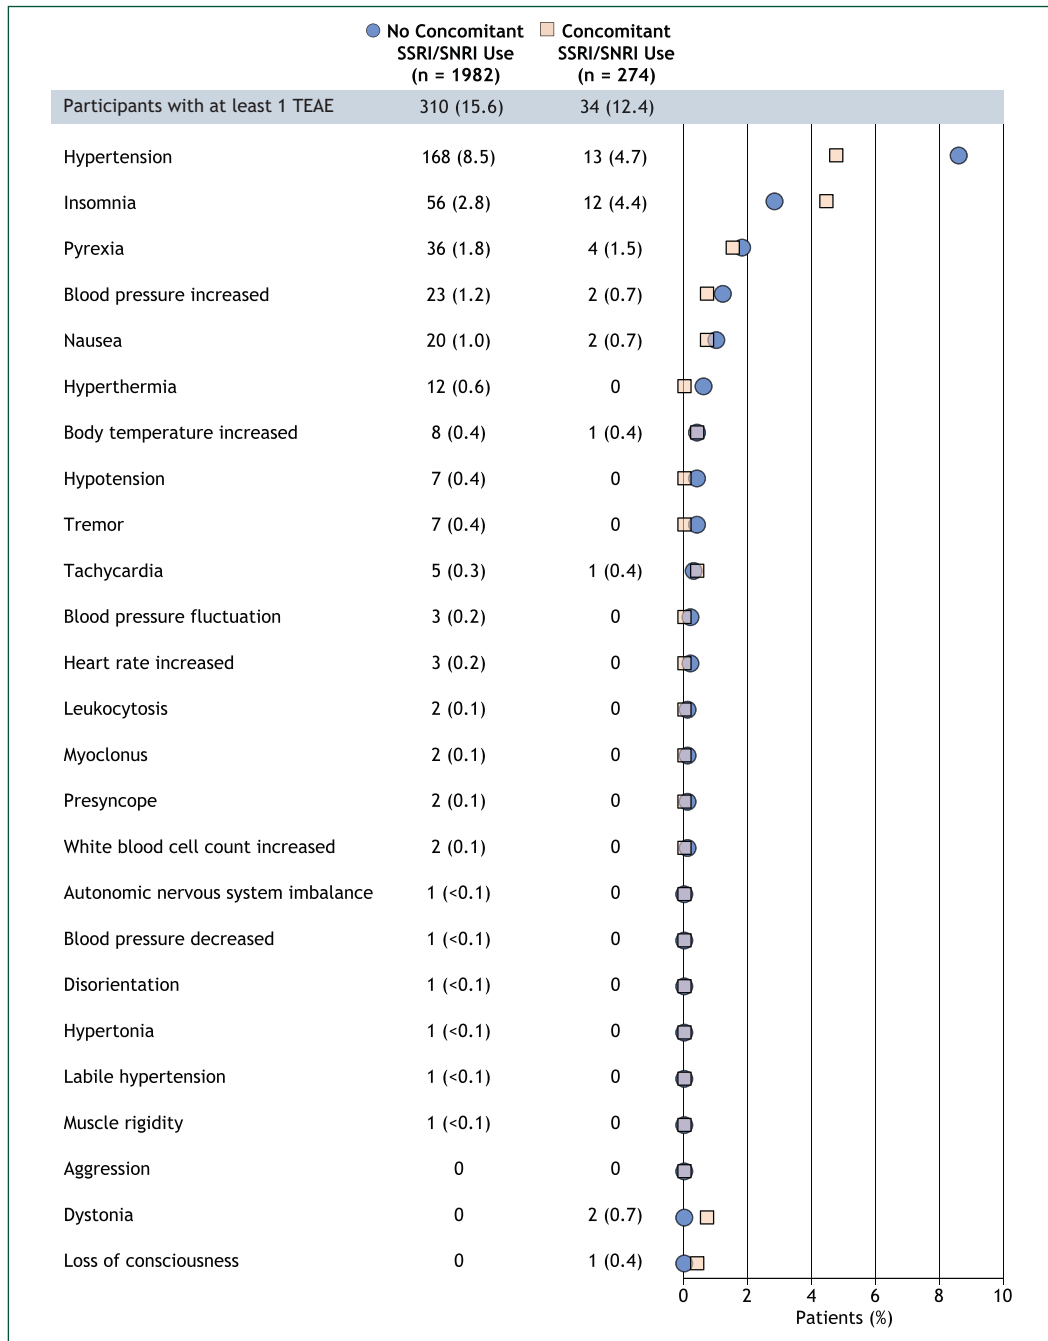 No Concomitant SSRI/SNRI Use (n = 1982)
Concomitant SSRI/SNRI Use (n = 274)
Participants with at least 1 TEAE 310 (15.6) 34 (12.4)
Hypertension 168 (8.5) 13 (4.7)
Insomnia 56 (2.8) 12 (4.4)
Pyrexia 36 (1.8) 4 (1.5)
Blood pressure increased 23 (1.2) 2 (0.7)
Nausea 20 (1.0) 2 (0.7)
Hyperthermia 12 (0.6) 0
Body temperature increased 8 (0.4) 1 (0.4)
Hypotension 7 (0.4) 0
Tremor 7 (0.4) 0
Tachycardia 5 (0.3) 1 (0.4)
Blood pressure fluctuation 3 (0.2) 0
Heart rate increased 3 (0.2) 0
Leukocytosis 2 (0.1) 0
Myoclonus 2 (0.1) 0
Presyncope 2 (0.1) 0
White blood cell count increased 2 (0.1) 0
Autonomic nervous system imbalance 1 (<0.1) 0
Blood pressure decreased 1 (<0.1) 0
Disorientation 1 (<0.1) 0
Hypertonia 1 (<0.1) 0
Labile hypertension 1 (<0.1) 0
Muscle rigidity 1 (<0.1) 0
Aggression 0 0
Dystonia 0 2 (0.7)
Loss of consciousness 0 1 (0.4)
0 2 4 6 8 10
Patients (%)